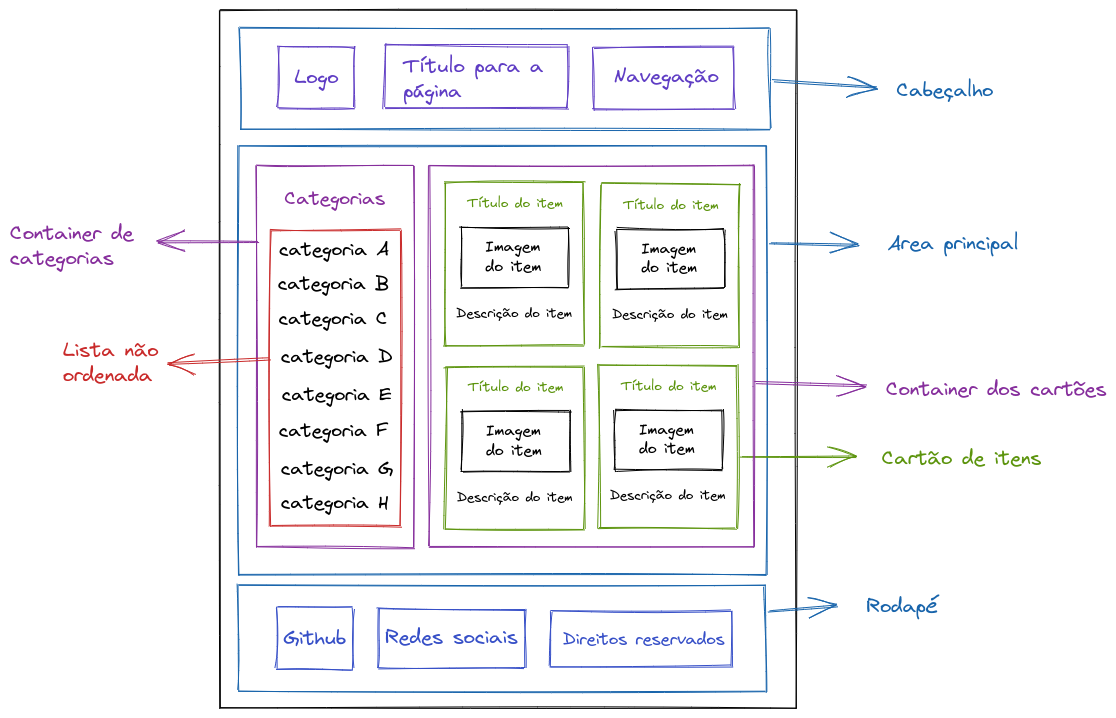 Logo
Título para a
página
Navegação
Cabeçalho
Categorias
categoria A
categoria B
categoria C
categoria D
categoria E
categoria F
categoria G
categoria H
Container de
categorias
Lista não
ordenada
Título do item
Imagem
do item
Descrição do item
Título do item
Imagem
do item
Descrição do item
Título do item
Imagem
do item
Descrição do item
Título do item
Imagem
do item
Descrição do item
Area principal
Container dos cartões
Cartão de itens
Github
Redes sociais
Direitos reservados
Rodapé